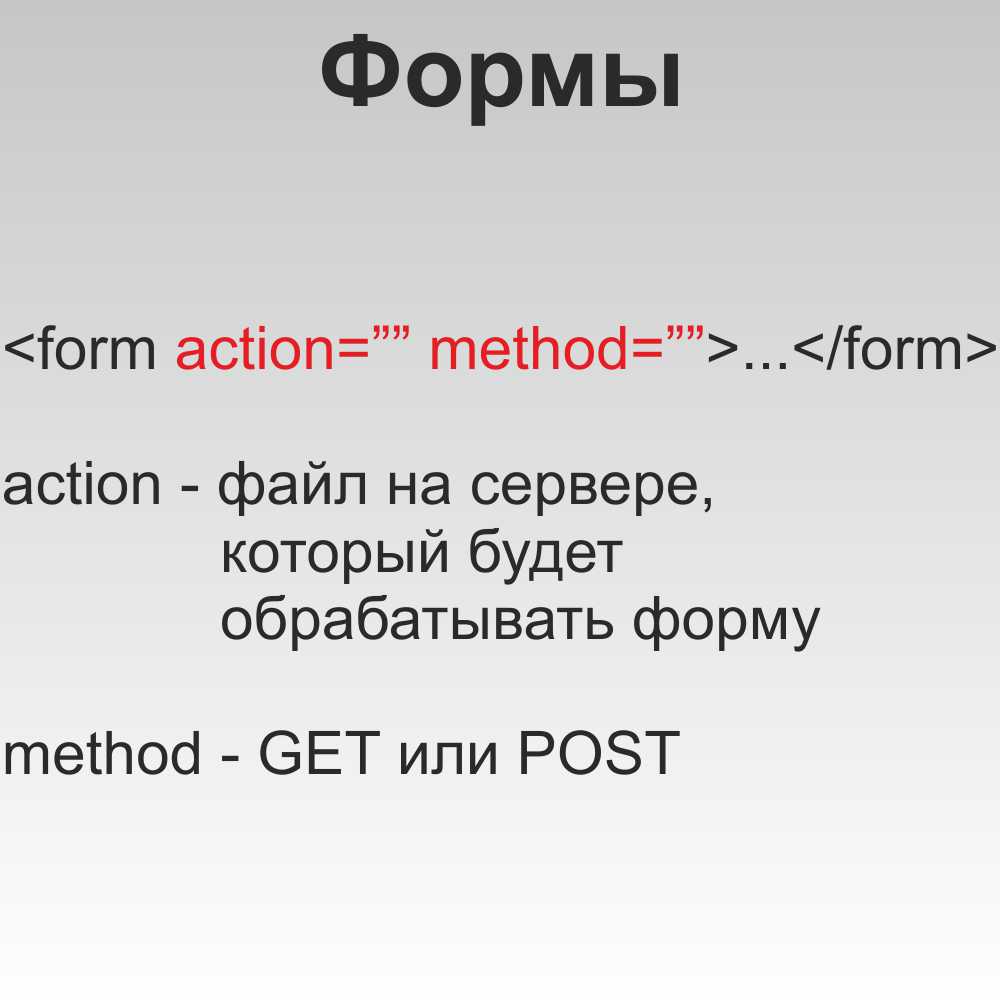 Формы
<form action=”” method=””>...</form>
action - файл на сервере,
который будет
обрабатывать форму
method - GET или POST